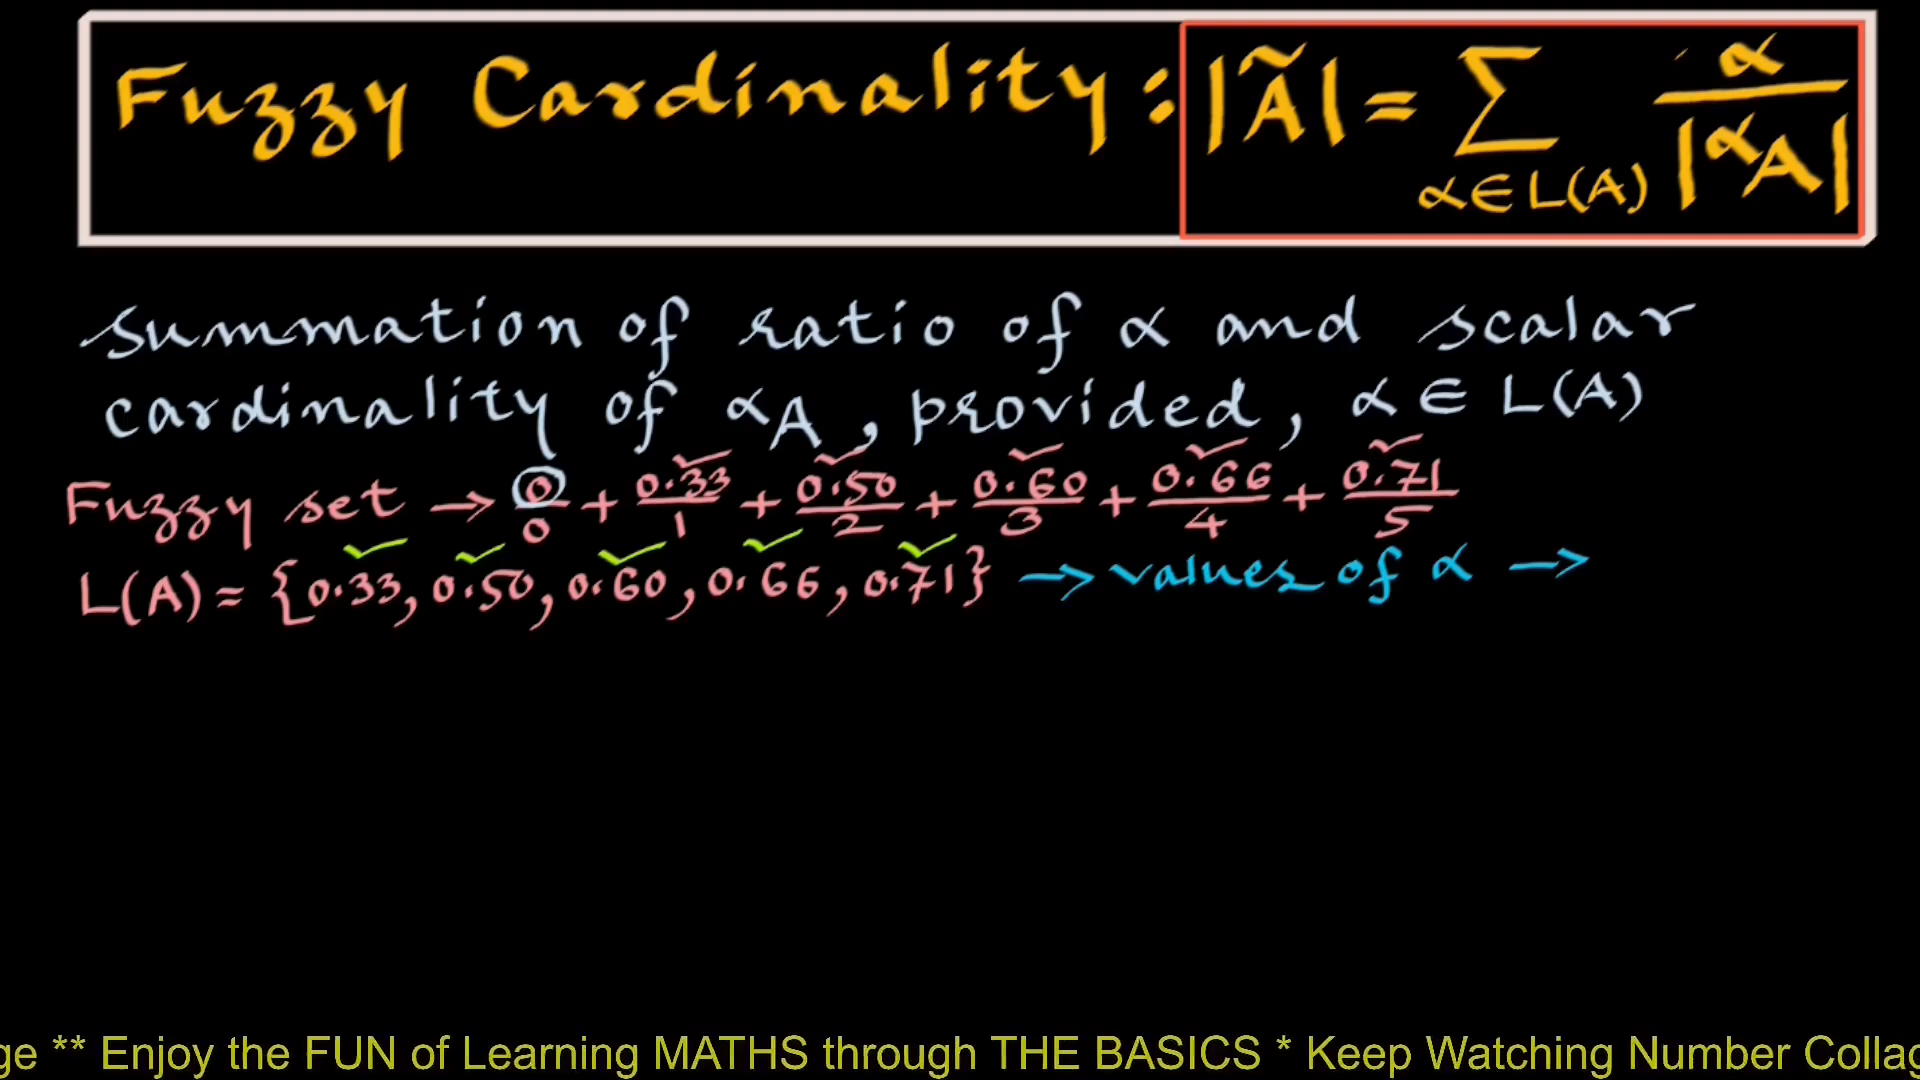 Fuzzy Cardinality: |Ã| = Σ α∈L(A) α/|αA|
summation of ratio of α and scalar
cardinality of αA, provided, α ∈ L(A)
Fuzzy set → 0/0 + 0.33/1 + 0.50/2 + 0.60/3 + 0.66/4 + 0.71/5
L(A) = {0.33, 0.50, 0.60, 0.66, 0.71} → values of α →
ge ** Enjoy the FUN of Learning MATHS through THE BASICS * Keep Watching Number Collag